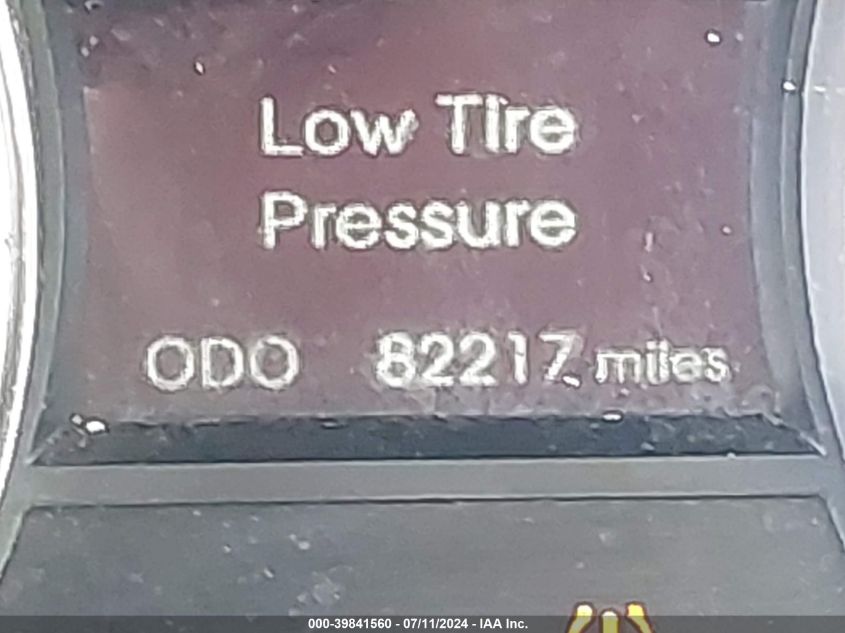 Low Tire
Pressure
ODO 82217 miles
000-39841560 - 07/11/2024 - IAA Inc.